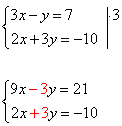 3x − y = 7 | ·3
2x + 3y = −10
9x − 3y = 21
2x + 3y = −10